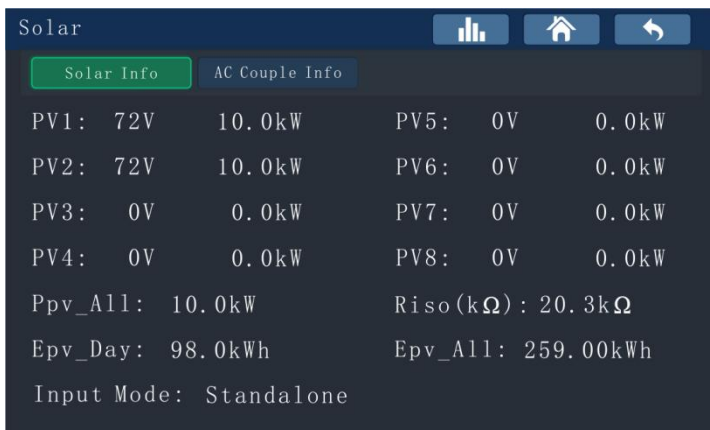 Solar
Solar Info AC Couple Info
PV1: 72V 10.0kW PV5: 0V 0.0kW
PV2: 72V 10.0kW PV6: 0V 0.0kW
PV3: 0V 0.0kW PV7: 0V 0.0kW
PV4: 0V 0.0kW PV8: 0V 0.0kW
Ppv_All: 10.0kW Riso(kΩ): 20.3kΩ
Epv_Day: 98.0kWh Epv_All: 259.00kWh
Input Mode: Standalone